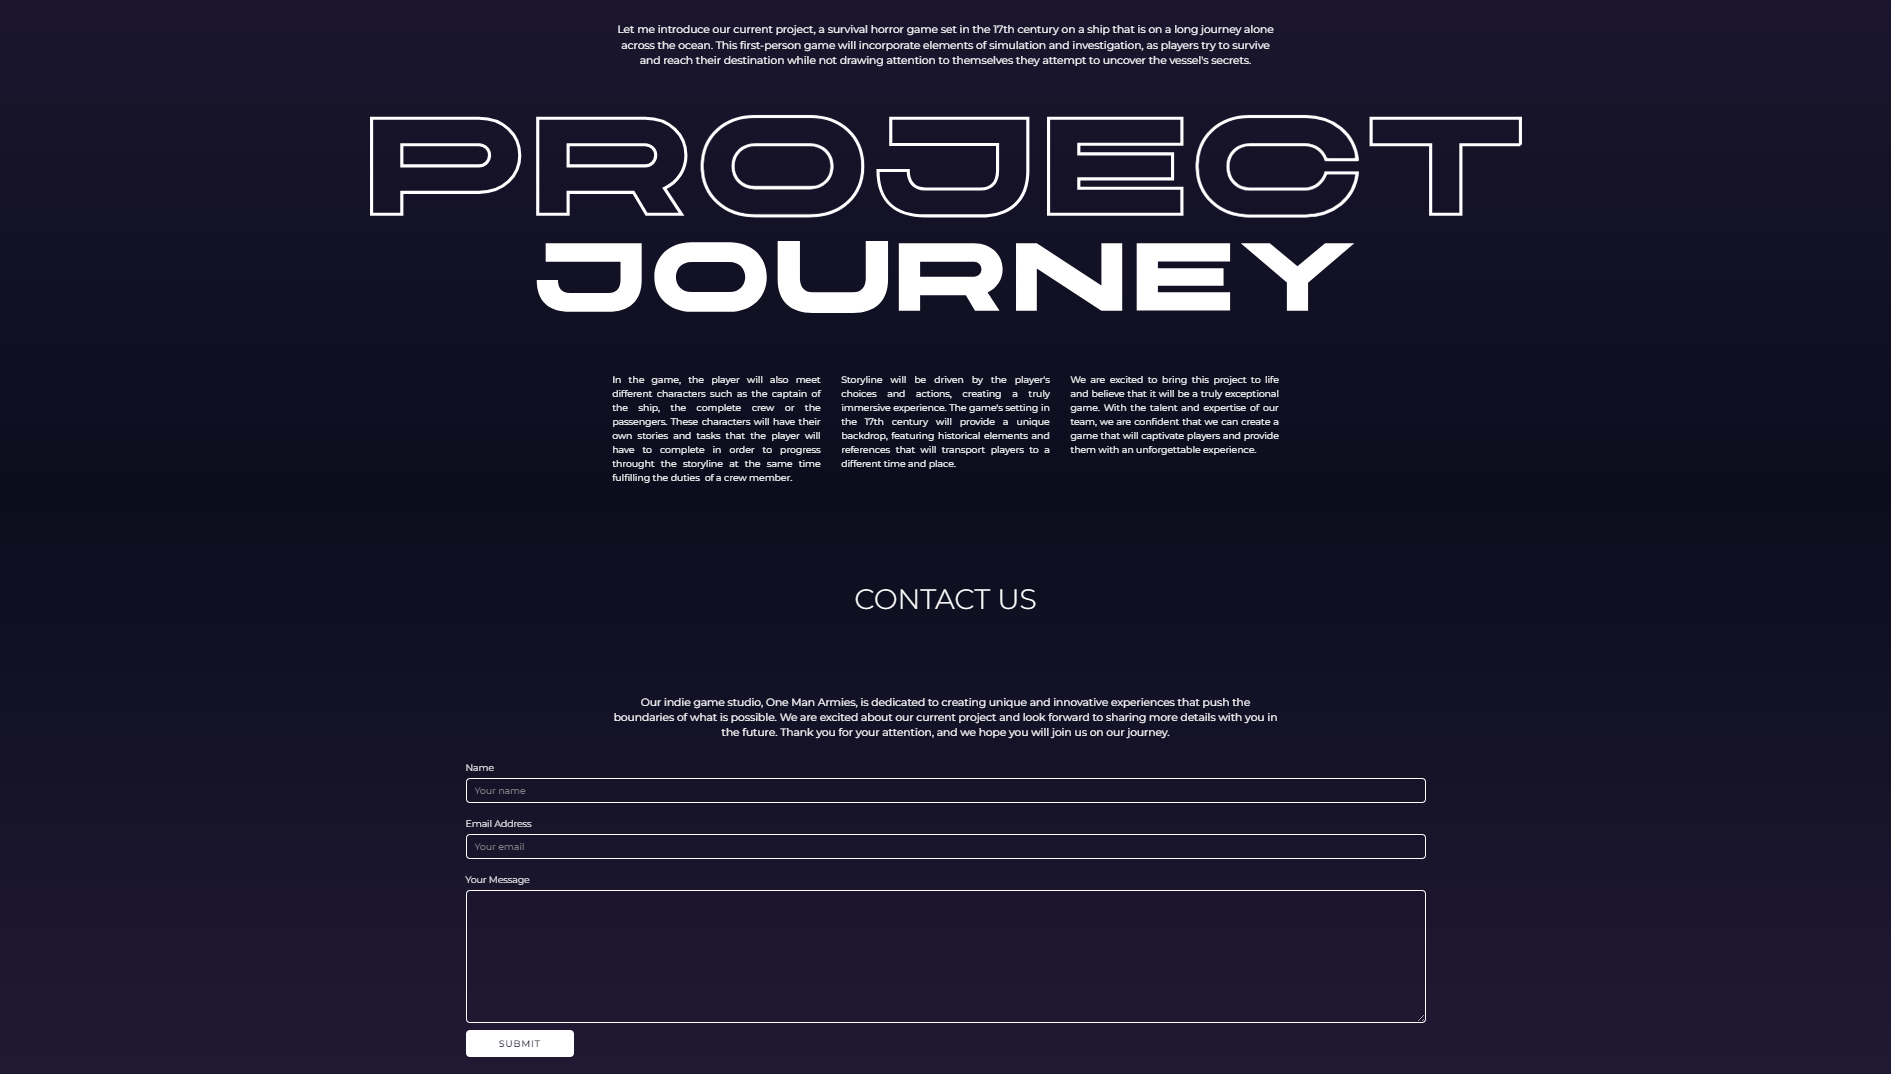 Let me introduce our current project, a survival horror game set in the 17th century on a ship that is on a long journey alone
across the ocean. This first-person game will incorporate elements of simulation and investigation, as players try to survive
and reach their destination while not drawing attention to themselves they attempt to uncover the vessel's secrets.
PROJECT
JOURNEY
In the game, the player will also meet
different characters such as the captain of
the ship, the complete crew or the
passengers. These characters will have their
own stories and tasks that the player will
have to complete in order to progress
throught the storyline at the same time
fulfilling the duties of a crew member.
Storyline will be driven by the player's
choices and actions, creating a truly
immersive experience. The game's setting in
the 17th century will provide a unique
backdrop, featuring historical elements and
references that will transport players to a
different time and place.
We are excited to bring this project to life
and believe that it will be a truly exceptional
game. With the talent and expertise of our
team, we are confident that we can create a
game that will captivate players and provide
them with an unforgettable experience.
CONTACT US
Our indie game studio, One Man Armies, is dedicated to creating unique and innovative experiences that push the
boundaries of what is possible. We are excited about our current project and look forward to sharing more details with you in
the future. Thank you for your attention, and we hope you will join us on our journey.
Name
Your name
Email Address
Your email
Your Message
SUBMIT